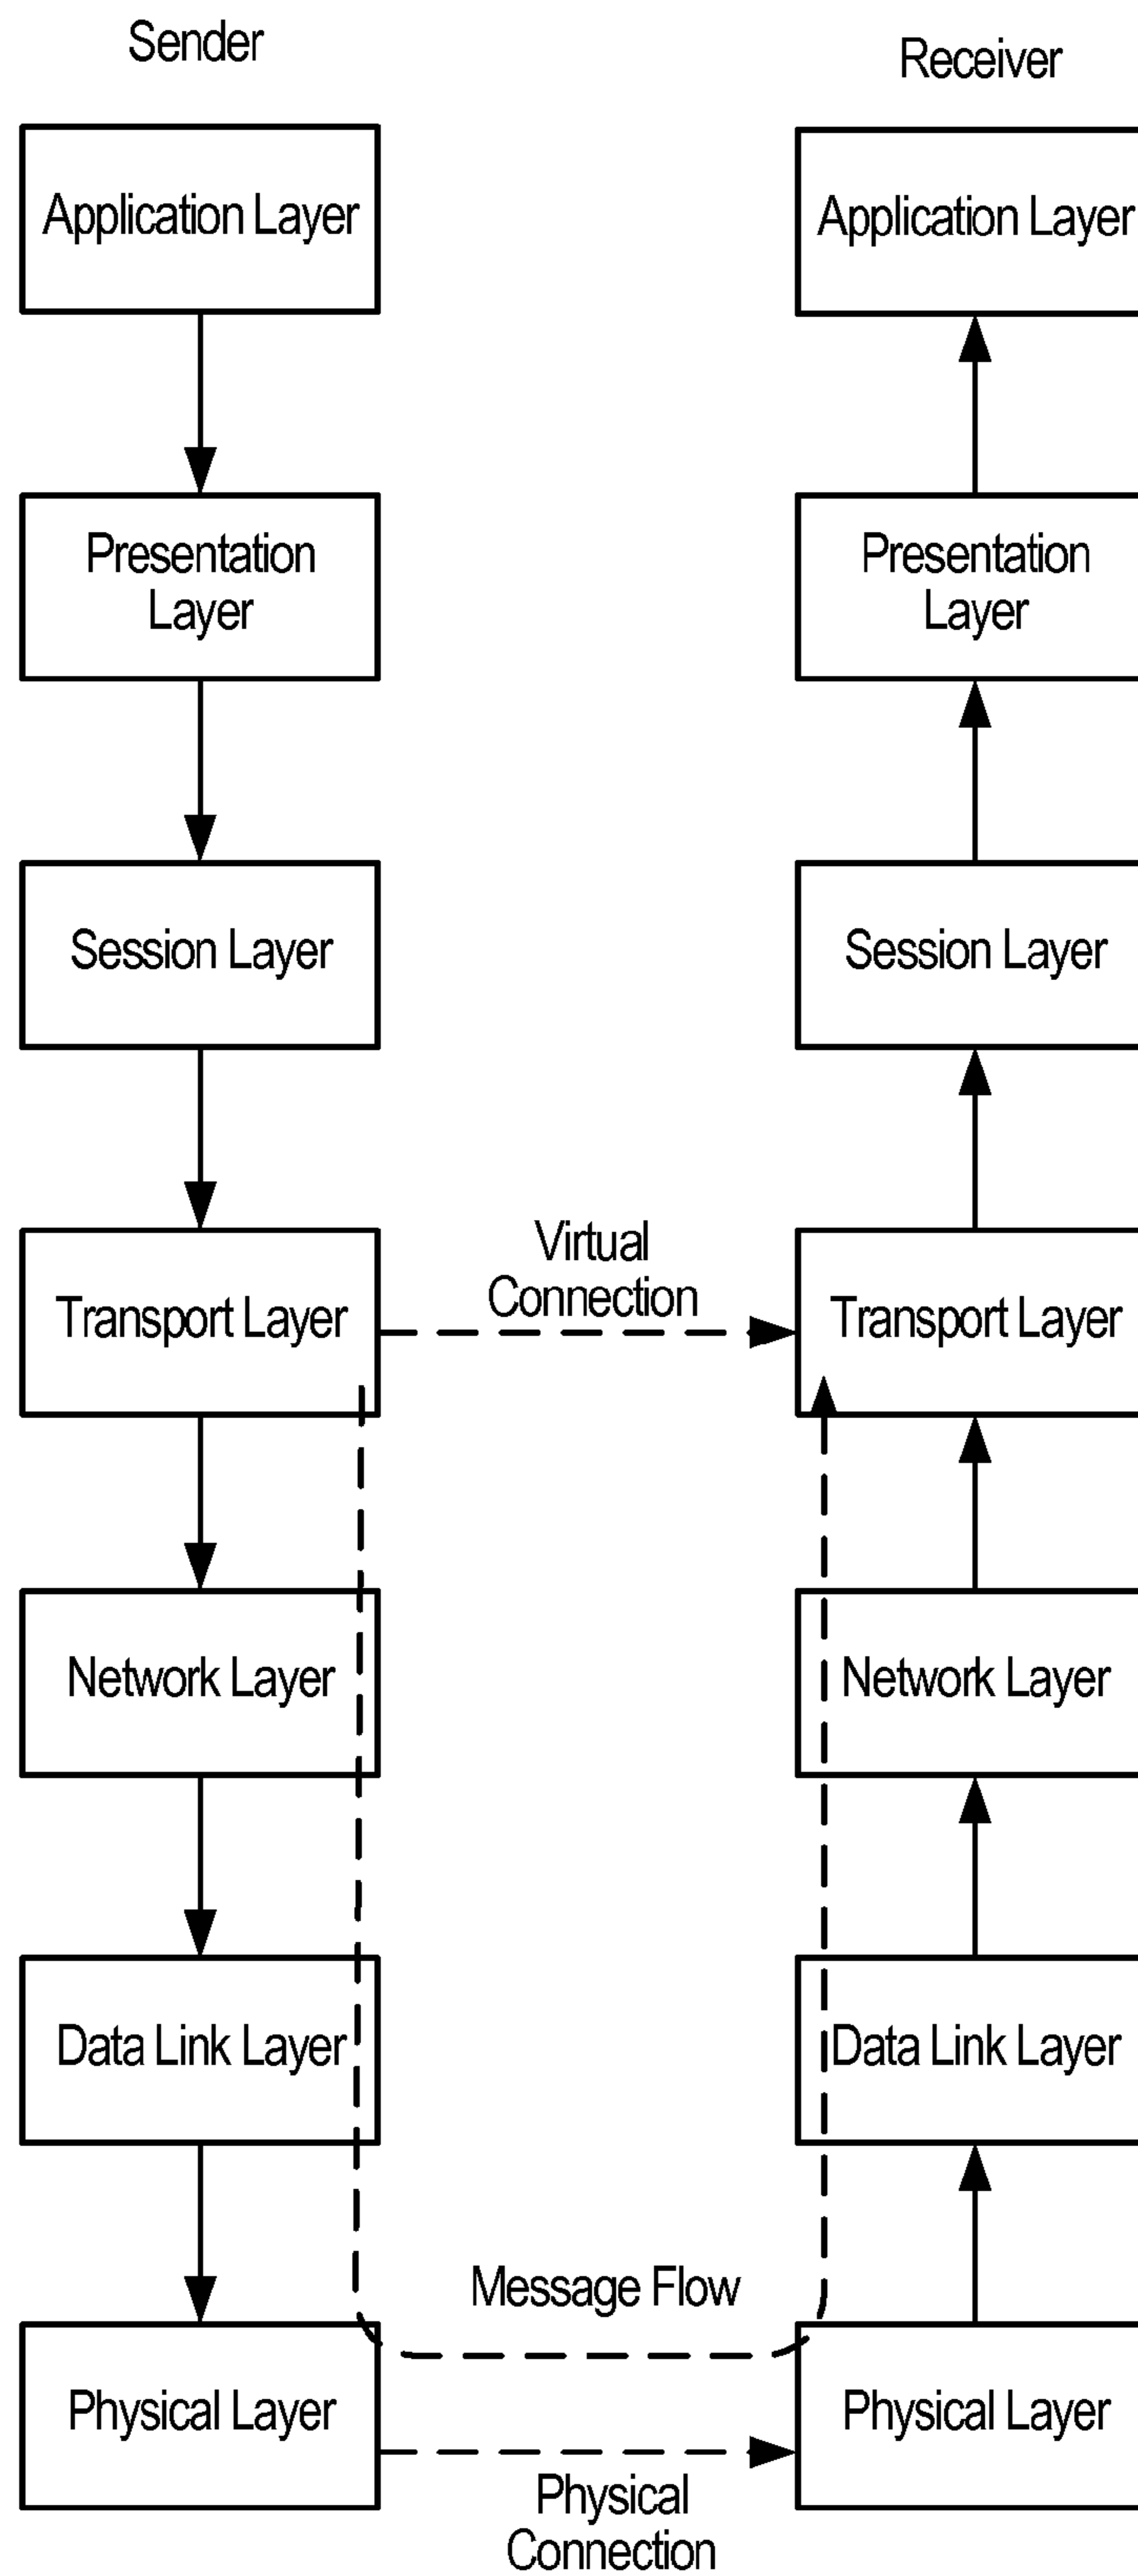 Sender
Receiver
Application Layer
Application Layer
Presentation
Layer
Presentation
Layer
Session Layer
Session Layer
Virtual
Connection
Transport Layer
Transport Layer
Network Layer
Network Layer
Data Link Layer
Data Link Layer
Message Flow
Physical Layer
Physical Layer
Physical
Connection